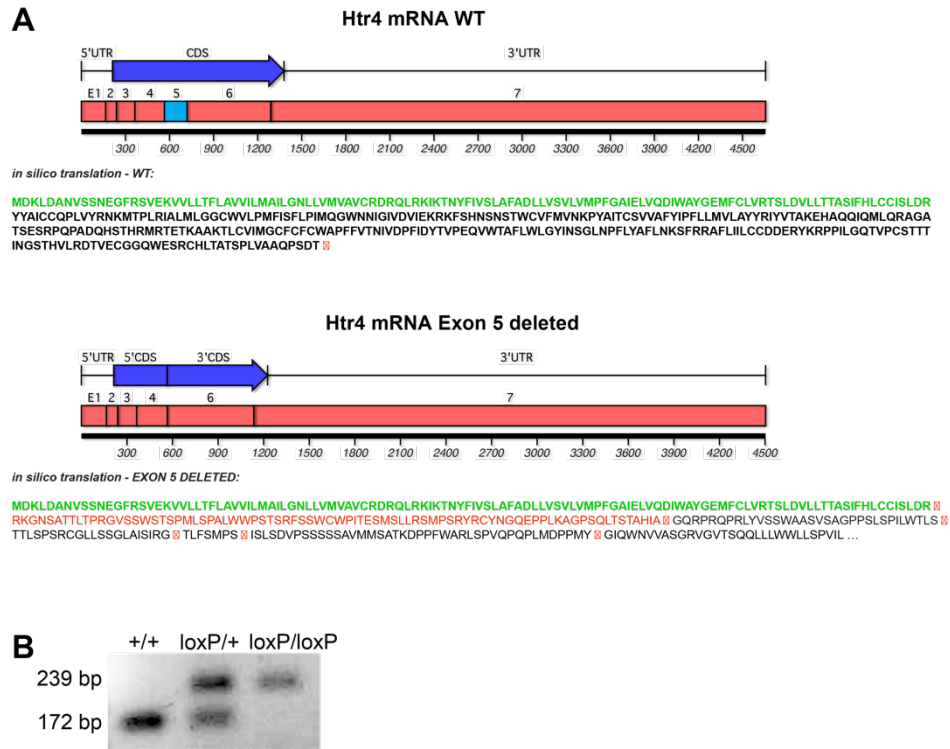 A
Htr4 mRNA WT
5'UTR CDS 3'UTR
E1 2 3 4 5 6 7
300 600 900 1200 1500 1800 2100 2400 2700 3000 3300 3600 3900 4200 4500
in silico translation - WT:
MDKLDANVSSNEGFRSVEKVVLLTFLAVVILMAILGNLLVMVAVCRDRQLRKIKTNYFIVSLAFADLLVSVLVMPFGAIELVQDIWAYGEMFCLVRTSLDVLLTTASIFHLCCISLDR
YYAICCQPLVYRNKMTPLRIALMLGGCWVLPMFISFLPIMQGWNNIGIVDVIEKRKFSHNSNSTWCVFMVNKPYAITCSVVAFYIPFLLMVLAYYRIYVTAKEHAQQIQMLQRAGA
TSESRPQPADQHSTHRMRTETKAAKTLCVIMGCFCFCWAPFFVTNIVDPFIDYTVPEQVWTAFLWLGYINSGLNPFLYAFLNKSFRRAFLIILCCDDERYKRPPILGQTVPCSTTT
INGSTHVLRDTVECGGQWESRCHLTATSPLVAAQPSDT
Htr4 mRNA Exon 5 deleted
5'UTR 5'CDS 3'CDS 3'UTR
E1 2 3 4 6 7
300 600 900 1200 1500 1800 2100 2400 2700 3000 3300 3600 3900 4200 4500
in silico translation - EXON 5 DELETED:
MDKLDANVSSNEGFRSVEKVVLLTFLAVVILMAILGNLLVMVAVCRDRQLRKIKTNYFIVSLAFADLLVSVLVMPFGAIELVQDIWAYGEMFCLVRTSLDVLLTTASIFHLCCISLDR
RKGNSATTLTPRGVSSWSTSPMLSPALWWPSTSRFSSWCWPITESMSLLRSMPSRYRCYNGQEPPLKAGPSQLTSTAHIA GQRPRQPRLYVSSWAASVSAGPPSLSPILWTLS
TTLSPSRCGLLSSGLAISIRG TLFSMPS ISLSDVPSSSSSAVMMSATKDPPFWARLSPVQPQPLMDPPMY GIQWNVVASGRVGVTSQQLLLWWLLSPVIL ...
B
+/+ loxP/+ loxP/loxP
239 bp
172 bp